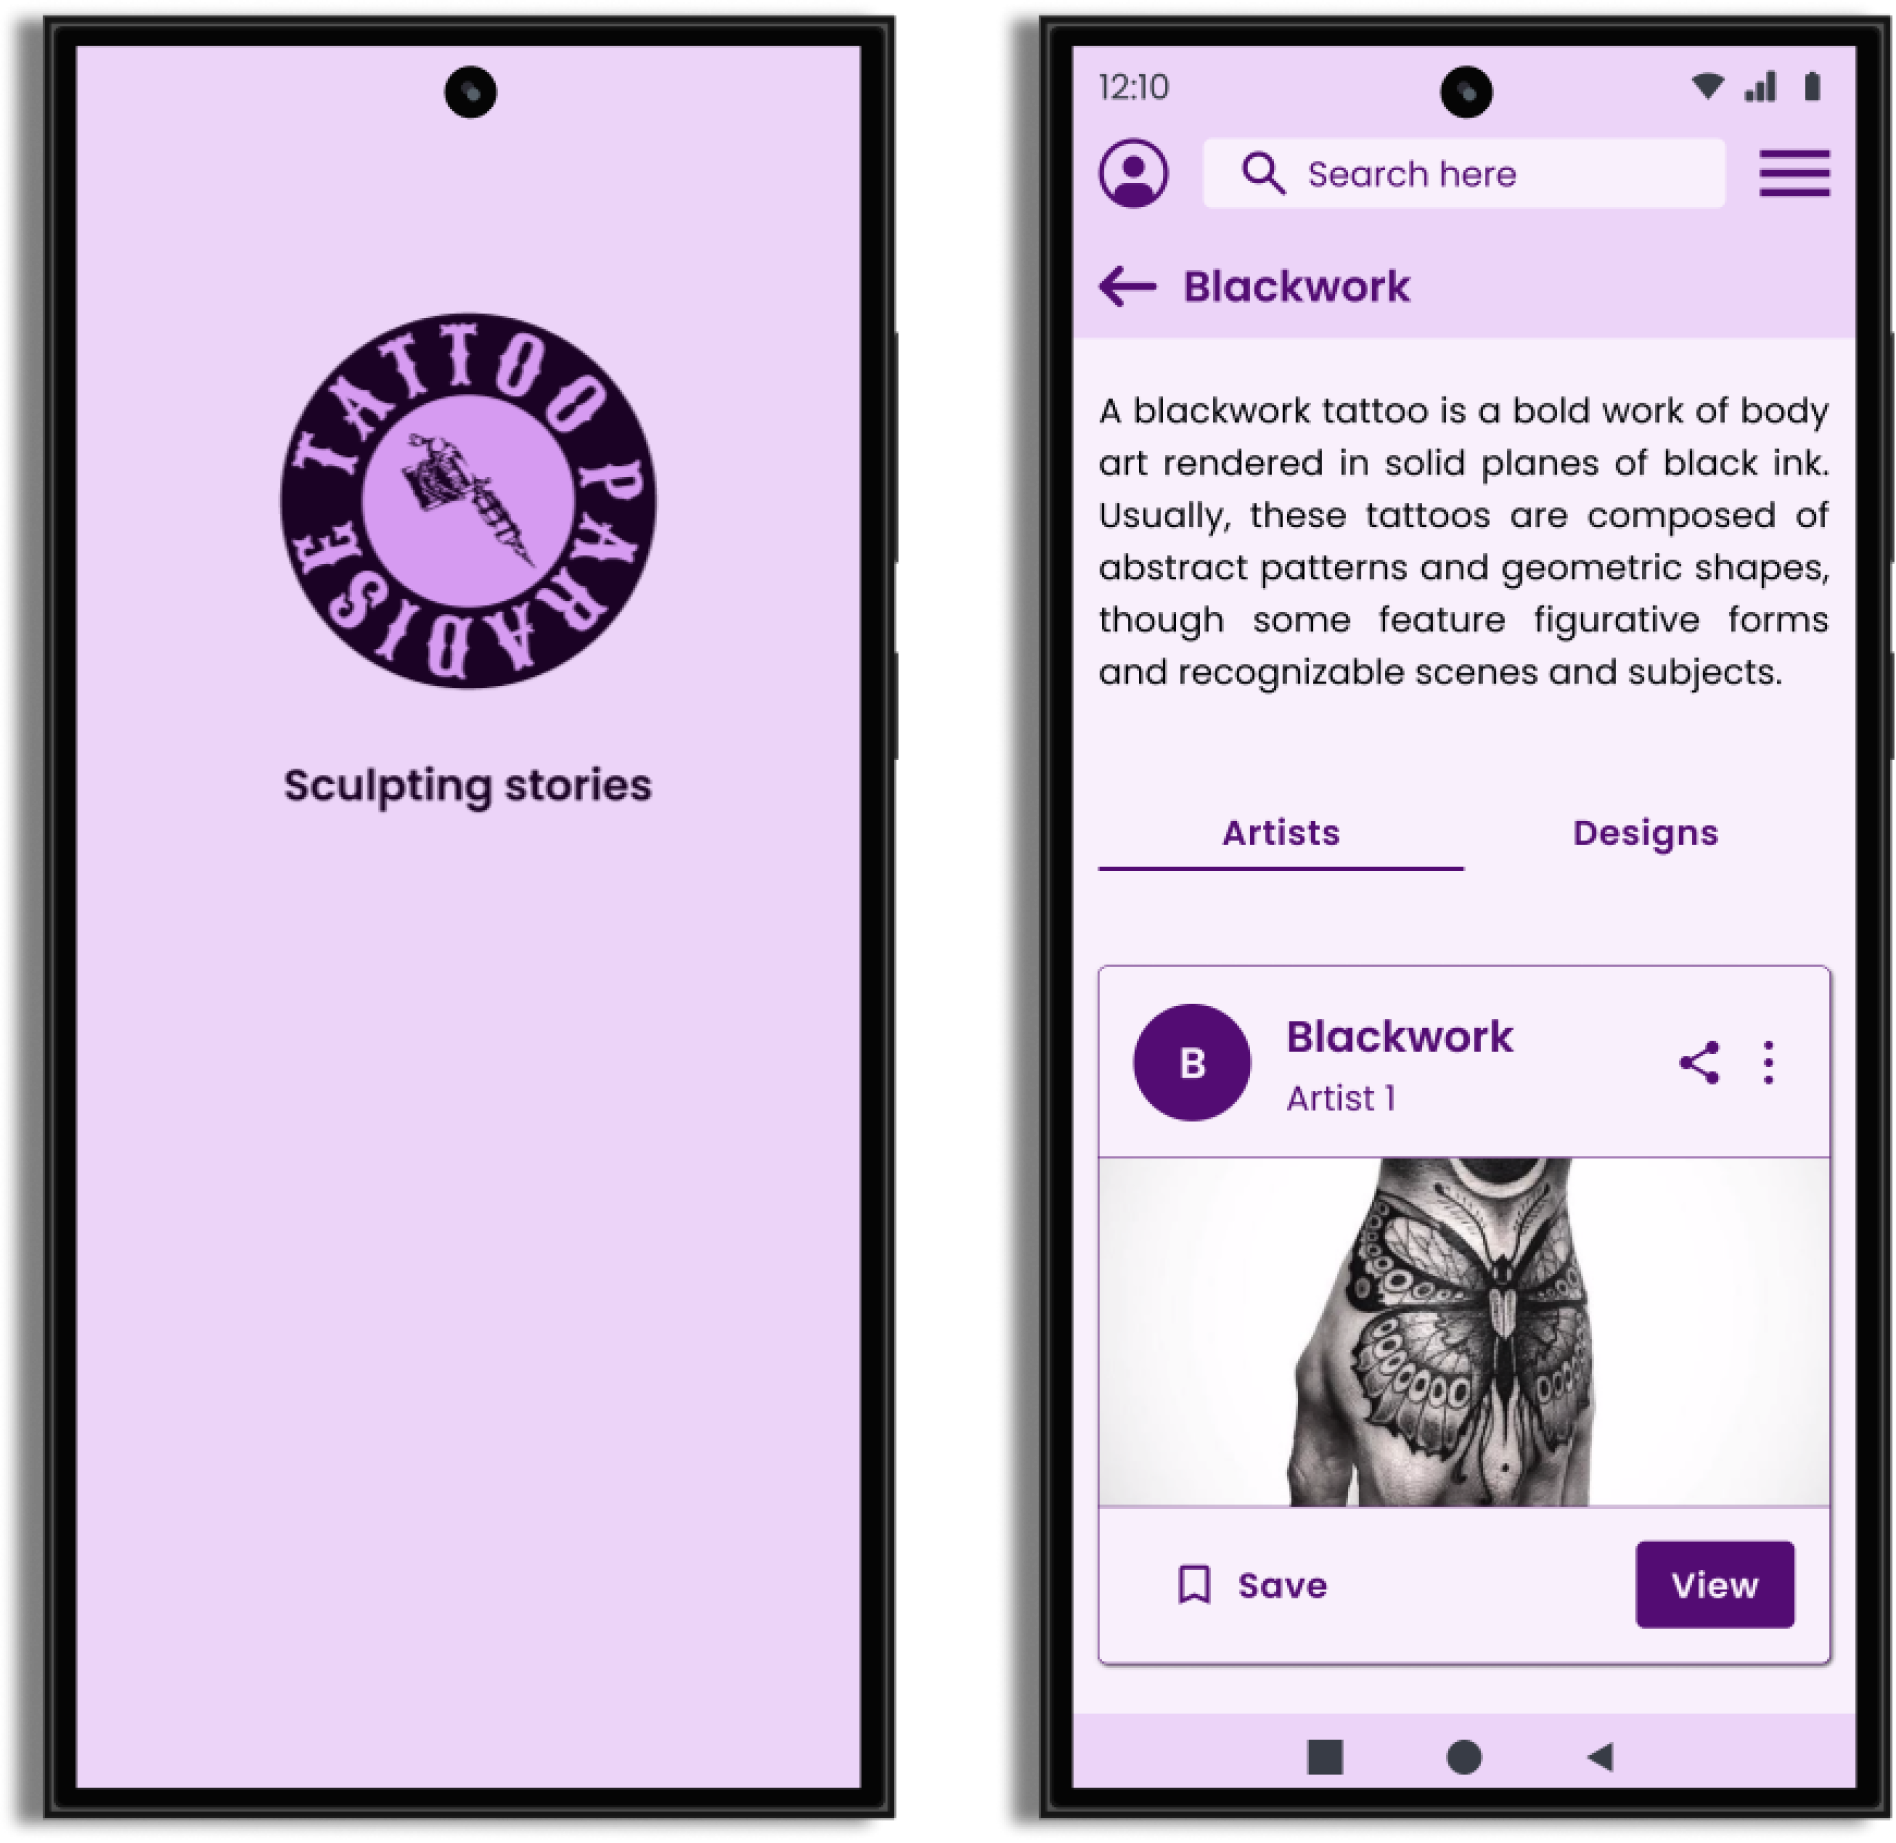 TATTOO PARADISE
Sculpting stories
12:10
Search here
Blackwork
A blackwork tattoo is a bold work of body
art rendered in solid planes of black ink.
Usually, these tattoos are composed of
abstract patterns and geometric shapes,
though some feature figurative forms
and recognizable scenes and subjects.
Artists Designs
B
Blackwork
Artist 1
Save
View